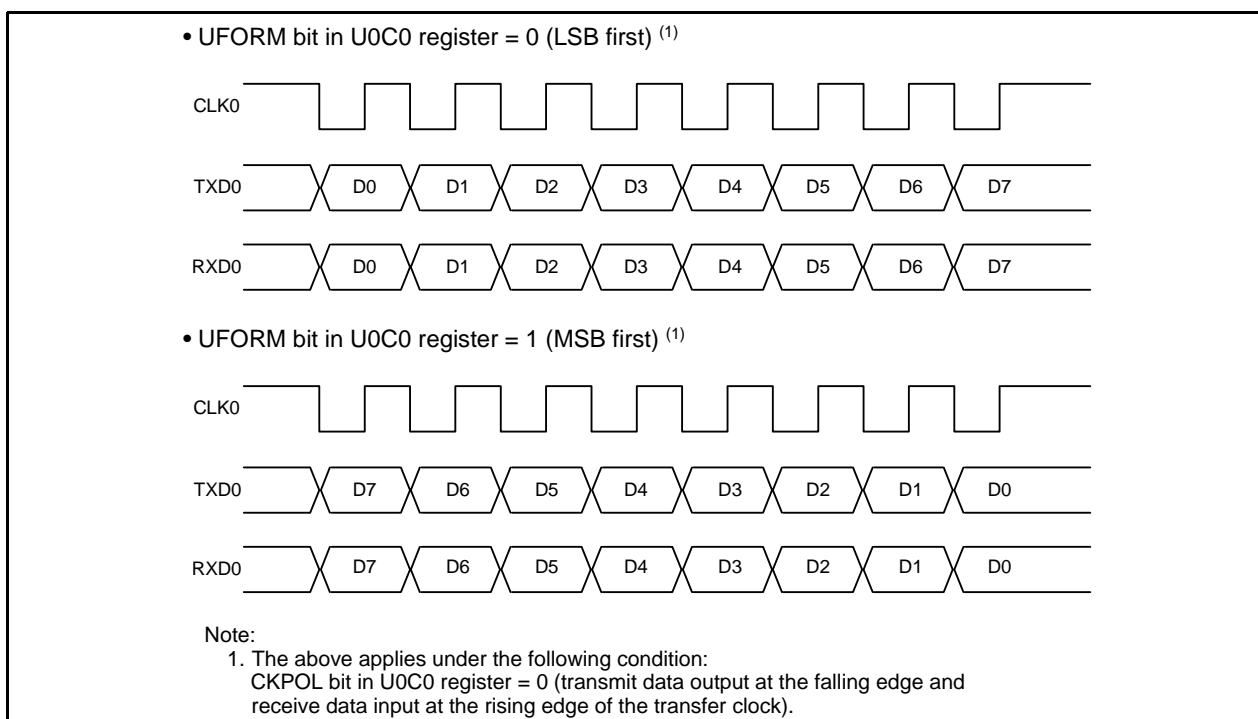 • UFORM bit in U0C0 register = 0 (LSB first) (1)
CLK0
TXD0 D0 D1 D2 D3 D4 D5 D6 D7
RXD0 D0 D1 D2 D3 D4 D5 D6 D7
• UFORM bit in U0C0 register = 1 (MSB first) (1)
CLK0
TXD0 D7 D6 D5 D4 D3 D2 D1 D0
RXD0 D7 D6 D5 D4 D3 D2 D1 D0
Note:
1. The above applies under the following condition:
CKPOL bit in U0C0 register = 0 (transmit data output at the falling edge and
receive data input at the rising edge of the transfer clock).